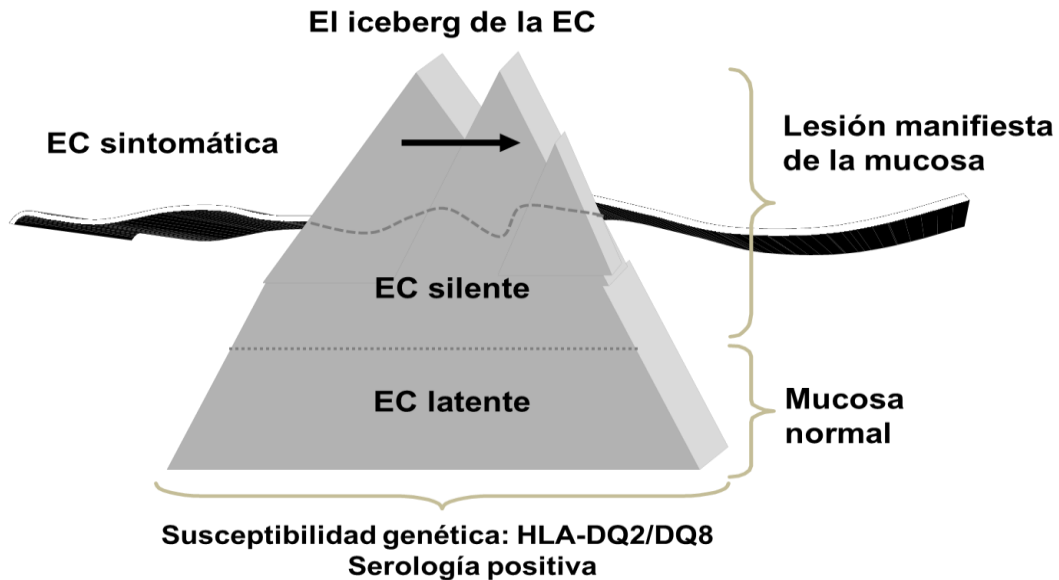 El iceberg de la EC
EC sintomática
Lesión manifiesta
de la mucosa
EC silente
EC latente
Mucosa
normal
Susceptibilidad genética: HLA-DQ2/DQ8
Serología positiva